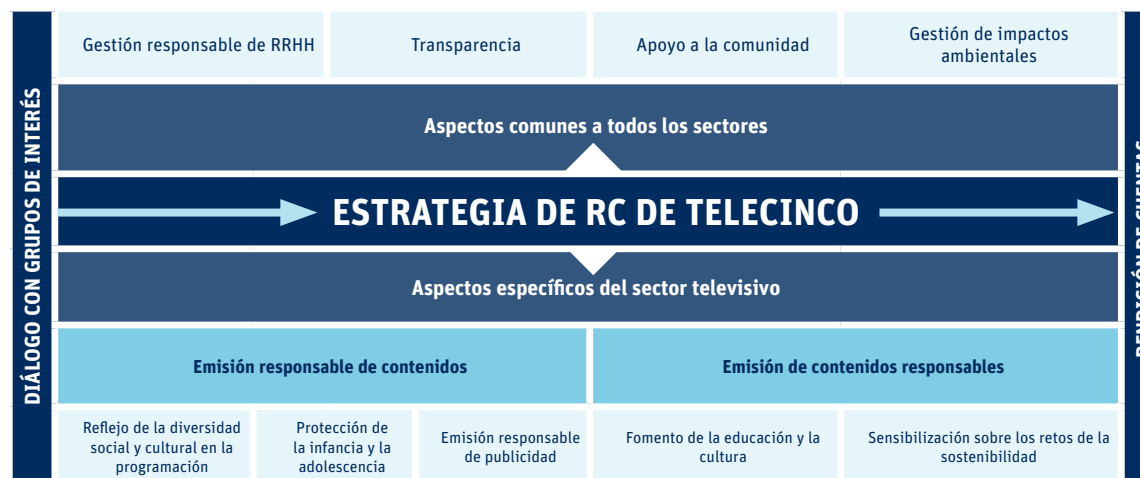 Gestión responsable de RRHH
Transparencia
Apoyo a la comunidad
Gestión de impactos
ambientales
DIÁLOGO CON GRUPOS DE INTERÉS
Aspectos comunes a todos los sectores
ESTRATEGIA DE RC DE TELECINCO
Aspectos específicos del sector televisivo
Emisión responsable de contenidos
Emisión de contenidos responsables
Reflejo de la diversidad
social y cultural en la
programación
Protección de
la infancia y la
adolescencia
Emisión responsable
de publicidad
Fomento de la educación y la
cultura
Sensibilización sobre los retos de la
sostenibilidad